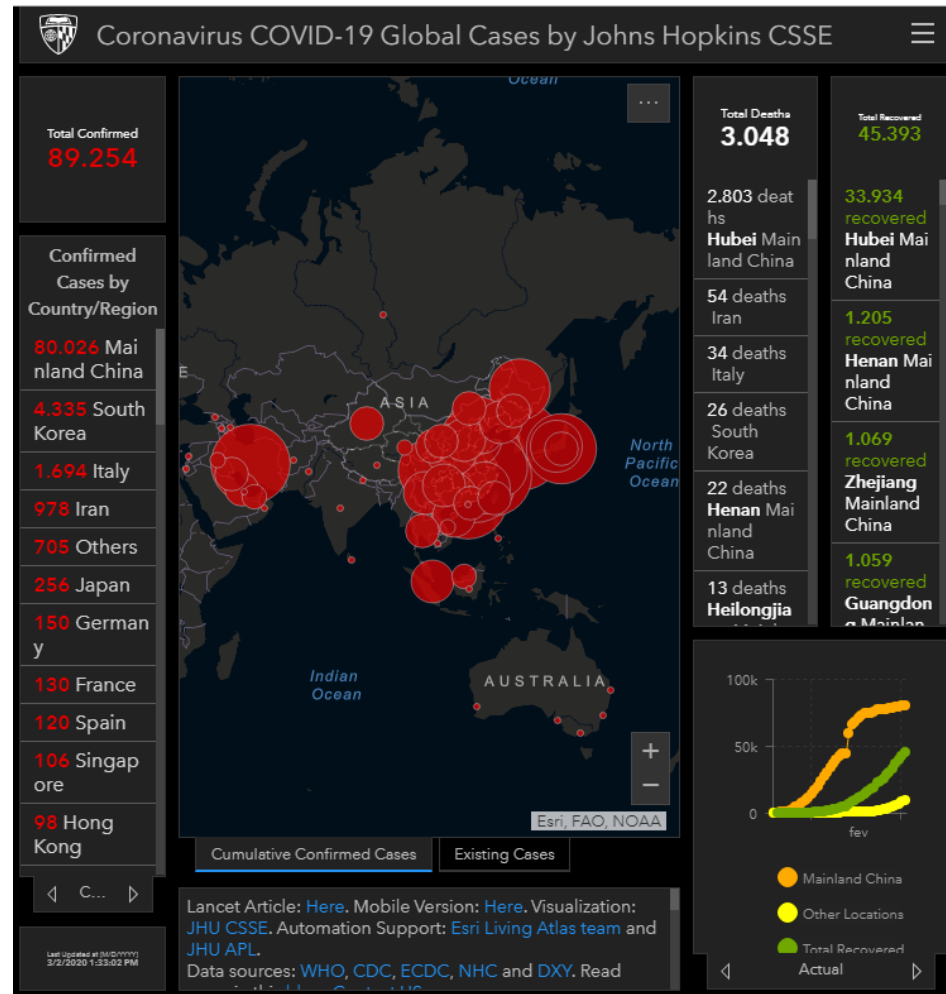 Coronavirus COVID-19 Global Cases by Johns Hopkins CSSE
Total Confirmed
89.254
Confirmed
Cases by
Country/Region
80.026 Mai
nland China
4.335 South
Korea
1.694 Italy
978 Iran
705 Others
256 Japan
150 German
y
130 France
120 Spain
106 Singap
ore
98 Hong
Kong
C...
Last Updated at (M/D/YYYY)
3/2/2020 1:33:02 PM
Ocean
...
E
ASIA
North
Pacific
Ocean
Indian
Ocean
AUSTRALIA
+
−
Esri, FAO, NOAA
Cumulative Confirmed Cases
Existing Cases
Lancet Article: Here. Mobile Version: Here. Visualization:
JHU CSSE. Automation Support: Esri Living Atlas team and
JHU APL.
Data sources: WHO, CDC, ECDC, NHC and DXY. Read
Total Deaths
3.048
2.803 deat
hs
Hubei Main
land China
54 deaths
Iran
34 deaths
Italy
26 deaths
South
Korea
22 deaths
Henan Mai
nland
China
13 deaths
Heilongjia
Total Recovered
45.393
33.934
recovered
Hubei Mai
nland
China
1.205
recovered
Henan Mai
nland
China
1.069
recovered
Zhejiang
Mainland
China
1.059
recovered
Guangdon
g Mainlan
100k
50k
0
fev
Mainland China
Other Locations
Total Recovered
Actual